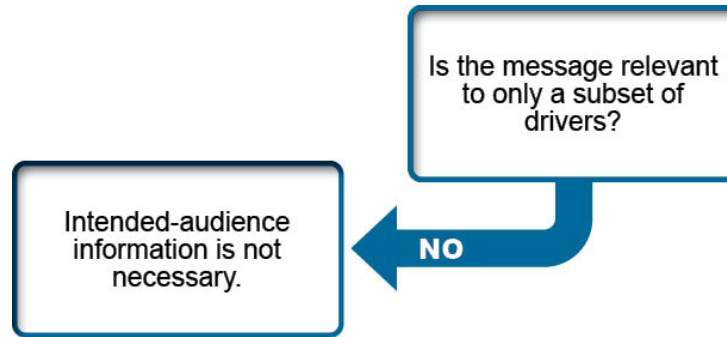 Is the message relevant
to only a subset of
drivers?
NO
Intended-audience
information is not
necessary.